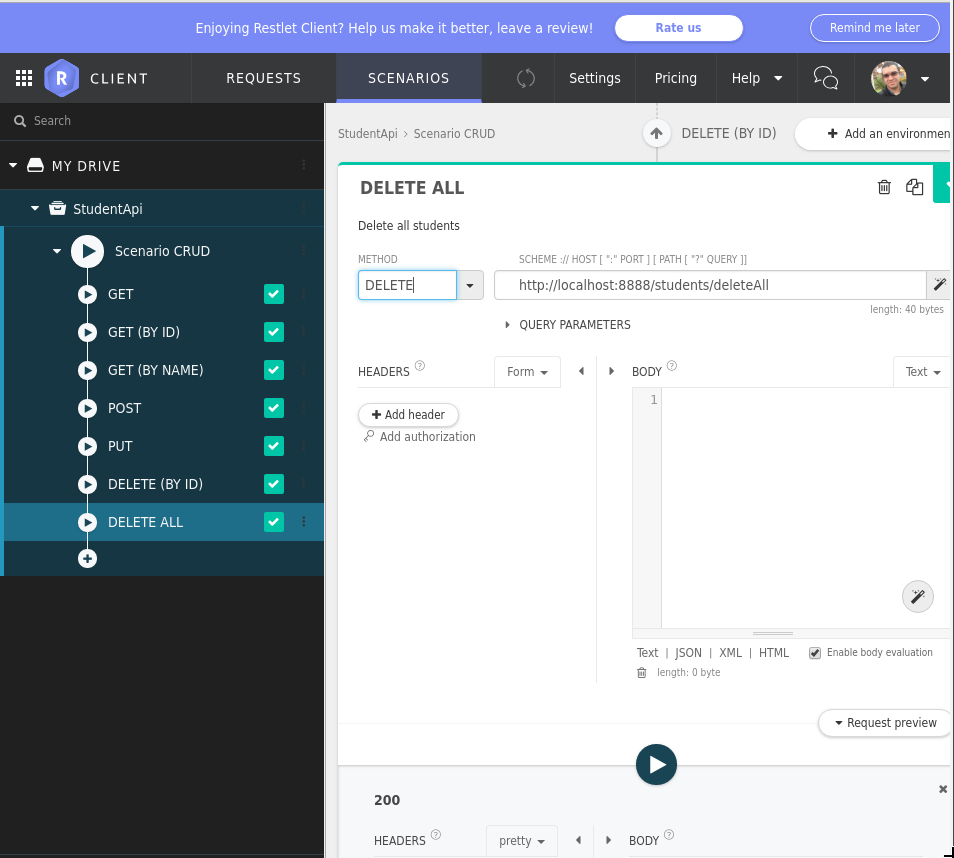 Enjoying Restlet Client? Help us make it better, leave a review! Rate us Remind me later
R CLIENT REQUESTS SCENARIOS Settings Pricing Help
Search
StudentApi › Scenario CRUD DELETE (BY ID) + Add an environmen
MY DRIVE
StudentApi
Scenario CRUD
GET
GET (BY ID)
GET (BY NAME)
POST
PUT
DELETE (BY ID)
DELETE ALL
DELETE ALL
Delete all students
METHOD SCHEME :// HOST [ ":" PORT ] [ PATH [ "?" QUERY ]]
DELETE http://localhost:8888/students/deleteAll
length: 40 bytes
QUERY PARAMETERS
HEADERS ? Form BODY ? Text
1
+ Add header
Add authorization
Text | JSON | XML | HTML Enable body evaluation
length: 0 byte
Request preview
200
HEADERS ? pretty BODY ?